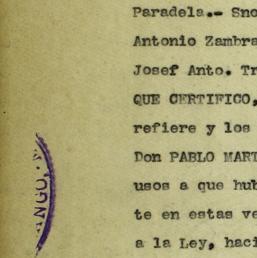 Paradela.- Sno
Antonio Zambra
Josef Anto. Tr
QUE CERTIFICO,
refiere y los
Don PABLO MART
usos a que hub
te en estas ve
a la Ley, haci
ANGO,